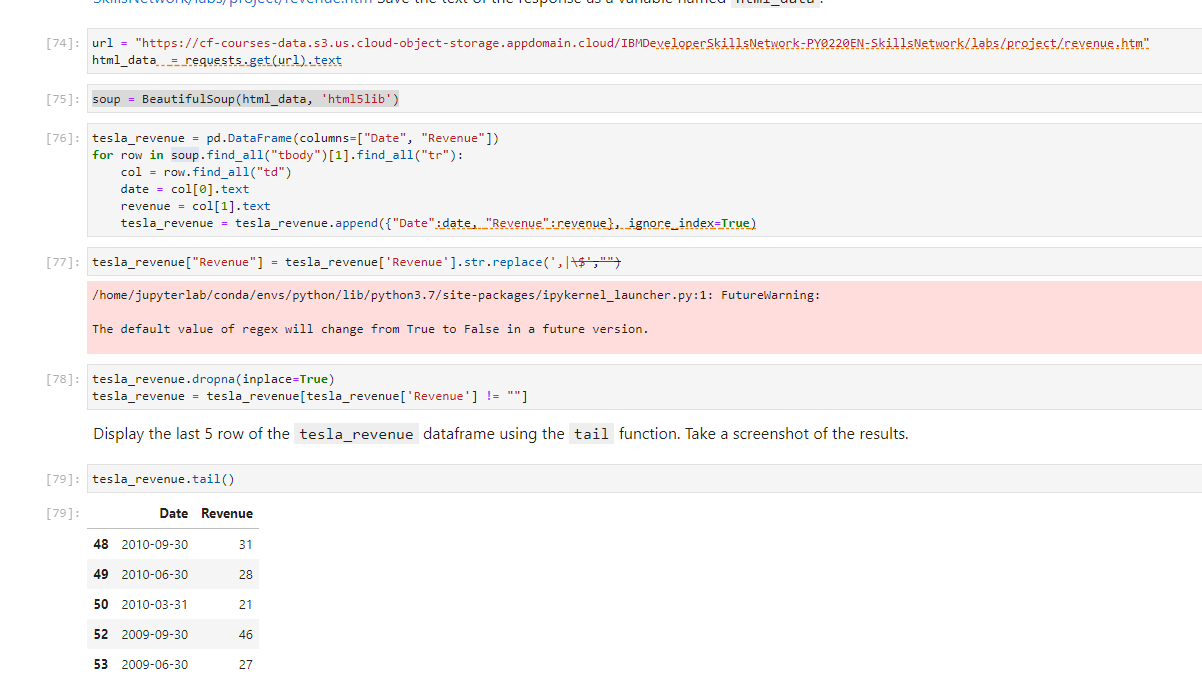 SkillsNetwork/labs/project/revenue.htm Save the text of the response as a variable named html_data .
[74]: url = "https://cf-courses-data.s3.us.cloud-object-storage.appdomain.cloud/IBMDeveloperSkillsNetwork-PY0220EN-SkillsNetwork/labs/project/revenue.htm"
html_data  = requests.get(url).text
[75]: soup = BeautifulSoup(html_data, 'html5lib')
[76]: tesla_revenue = pd.DataFrame(columns=["Date", "Revenue"])
for row in soup.find_all("tbody")[1].find_all("tr"):
    col = row.find_all("td")
    date = col[0].text
    revenue = col[1].text
    tesla_revenue = tesla_revenue.append({"Date":date, "Revenue":revenue}, ignore_index=True)
[77]: tesla_revenue["Revenue"] = tesla_revenue['Revenue'].str.replace(',|\$',"")
/home/jupyterlab/conda/envs/python/lib/python3.7/site-packages/ipykernel_launcher.py:1: FutureWarning:
The default value of regex will change from True to False in a future version.
[78]: tesla_revenue.dropna(inplace=True)
tesla_revenue = tesla_revenue[tesla_revenue['Revenue'] != ""]
Display the last 5 row of the tesla_revenue dataframe using the tail function. Take a screenshot of the results.
[79]: tesla_revenue.tail()
[79]: Date Revenue
48 2010-09-30 31
49 2010-06-30 28
50 2010-03-31 21
52 2009-09-30 46
53 2009-06-30 27